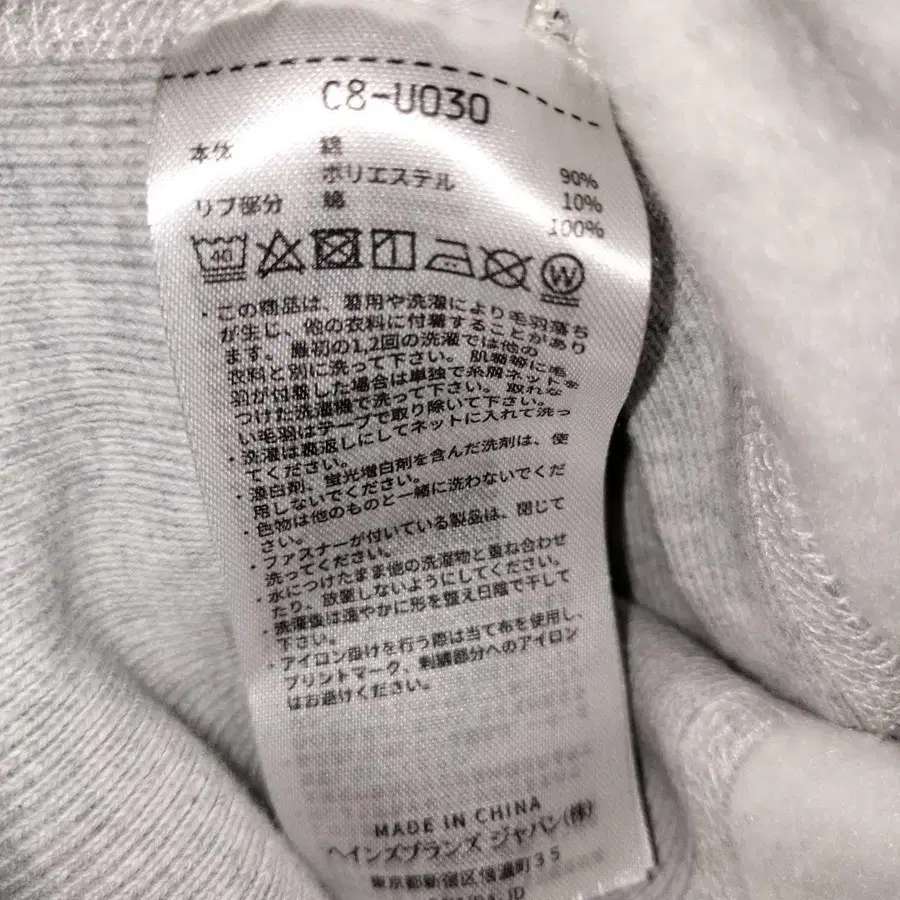 C8-U030
本体 綿 90%
ポリエステル 10%
リブ部分 綿 100%
40
W
・この商品は、着用や洗濯により毛羽落ち
が生じ、他の衣料に付着することがあり
ます。最初の1,2回の洗濯では他の
衣料と別に洗って下さい。肌着等に毛
羽が付着した場合は単独で糸屑ネットを
つけた洗濯機で洗って下さい。取れな
い毛羽はテープで取り除いて下さい。
・洗濯は裏返しにしてネットに入れて洗っ
てください。
・漂白剤、蛍光増白剤を含んだ洗剤は、使
用しないでください。
・色物は他のものと一緒に洗わないでくだ
さい。
・ファスナーが付いている製品は、閉じて
洗ってください。
・水につけたまま他の洗濯物と重ね合わせ
たり、放置しないようにしてください。
・洗濯後は速やかに形を整え日陰で干して
下さい。
・アイロン掛けを行う際は当て布を使用し、
プリントマーク、刺繍部分へのアイロン
はお避けください。
MADE IN CHINA
ヘインズブランズ ジャパン(株)
東京都新宿区信濃町35